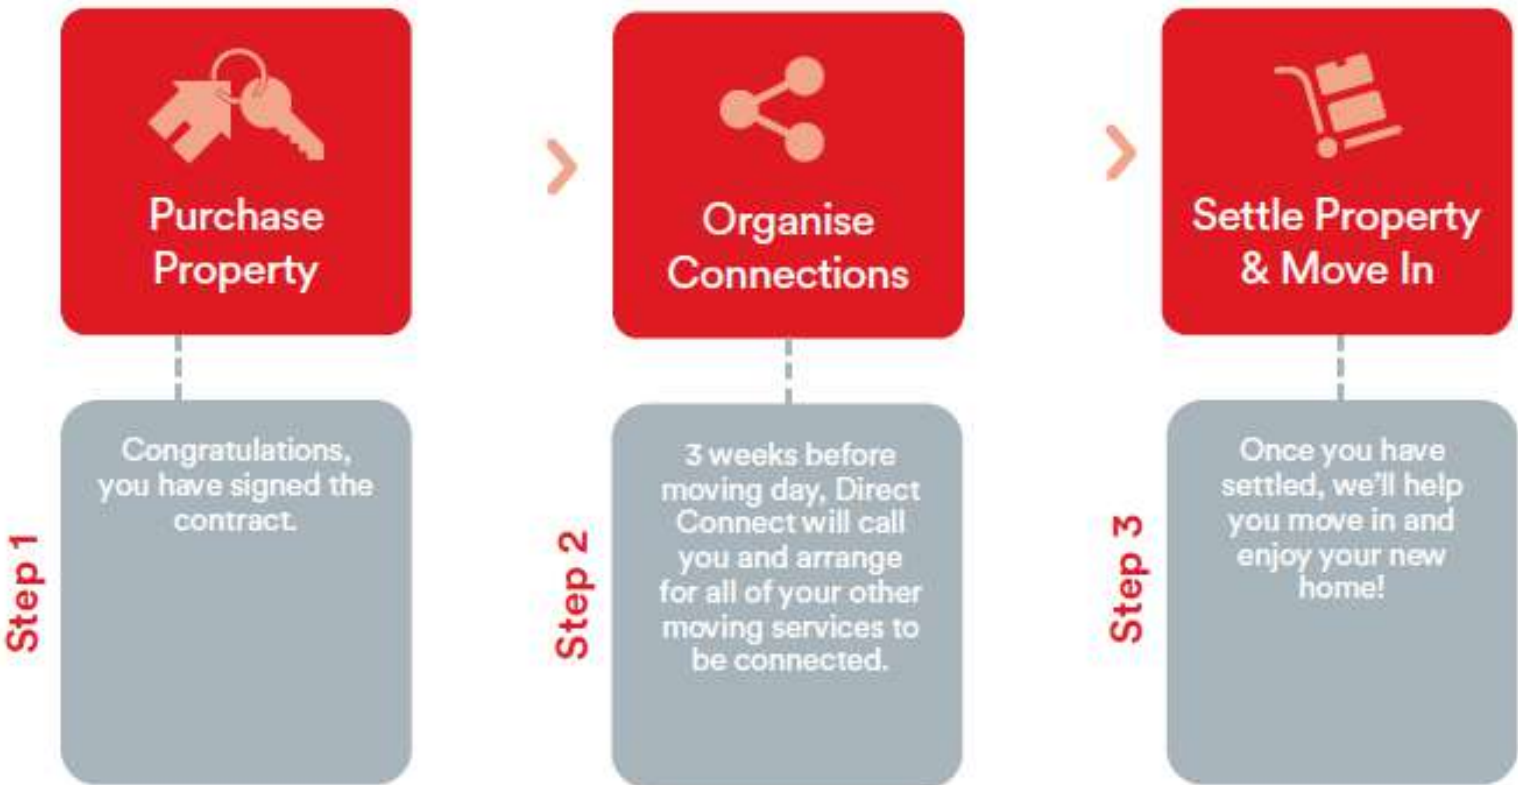 Step 1
Purchase
Property
Congratulations,
you have signed the
contract.
Step 2
Organise
Connections
3 weeks before
moving day, Direct
Connect will call
you and arrange
for all of your other
moving services to
be connected.
Step 3
Settle Property
& Move In
Once you have
settled, we'll help
you move in and
enjoy your new
home!